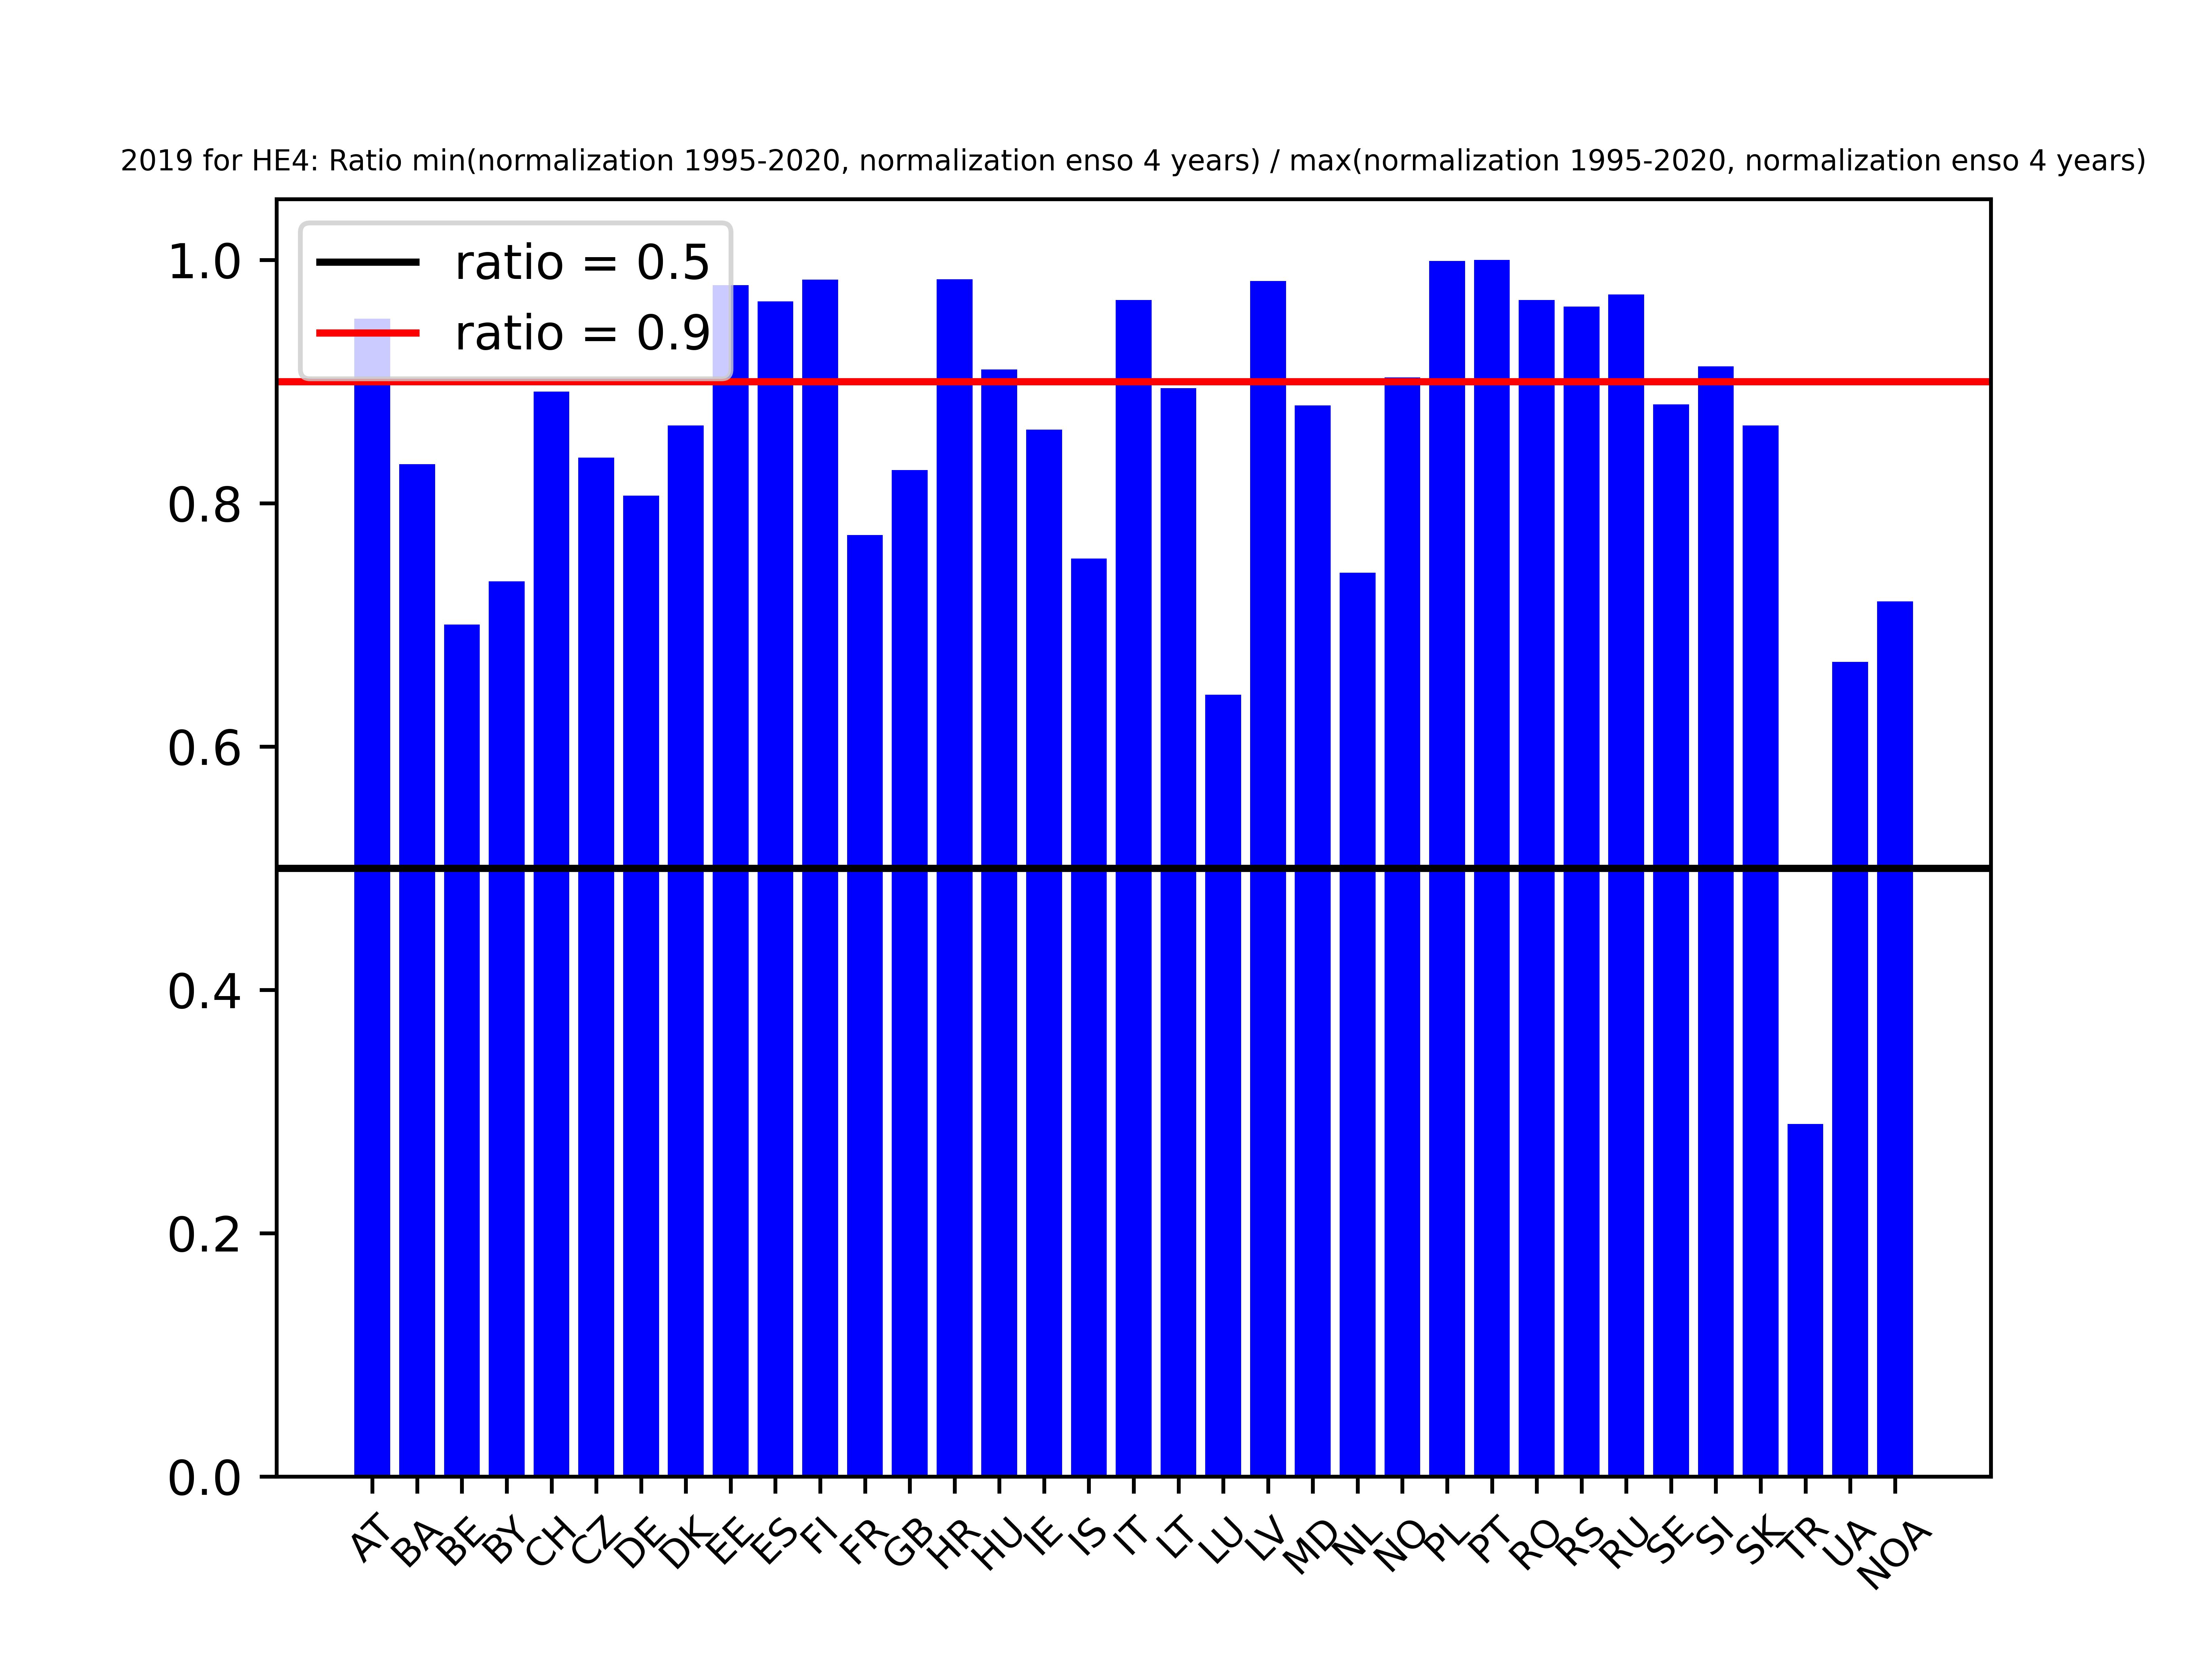 2019 for HE4: Ratio min(normalization 1995-2020, normalization enso 4 years) / max(normalization 1995-2020, normalization enso 4 years)
ratio = 0.5
ratio = 0.9
1.0
0.8
0.6
0.4
0.2
0.0
AT BA BE BY CH CZ DE DK EE ES FI FR GB HR HU IE IS IT LT LU LV MD NL NO PL PT RO RS RU SE SI SK TR UA NOA